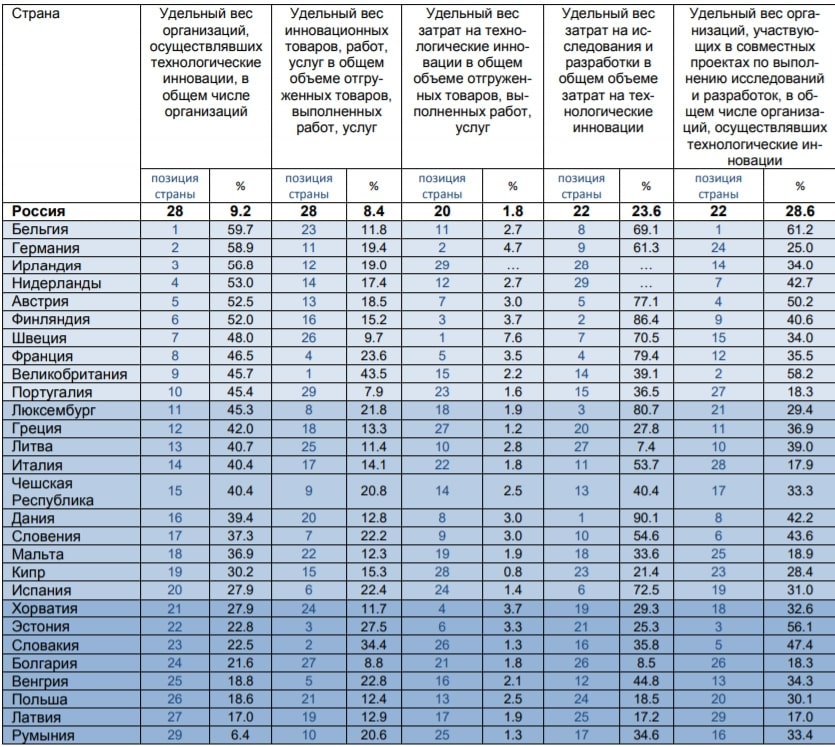 Страна
Удельный вес организаций, осуществлявших технологические инновации, в общем числе организаций
Удельный вес инновационных товаров, работ, услуг в общем объеме отгруженных товаров, выполненных работ, услуг
Удельный вес затрат на технологические инновации в общем объеме отгруженных товаров, выполненных работ, услуг
Удельный вес затрат на исследования и разработки в общем объеме затрат на технологические инновации
Удельный вес организаций, участвующих в совместных проектах по выполнению исследований и разработок, в общем числе организаций, осуществлявших технологические инновации
позиция страны % позиция страны % позиция страны % позиция страны % позиция страны %
Россия 28 9.2 28 8.4 20 1.8 22 23.6 22 28.6
Бельгия 1 59.7 23 11.8 11 2.7 8 69.1 1 61.2
Германия 2 58.9 11 19.4 2 4.7 9 61.3 24 25.0
Ирландия 3 56.8 12 19.0 29 ... 28 ... 14 34.0
Нидерланды 4 53.0 14 17.4 12 2.7 29 ... 7 42.7
Австрия 5 52.5 13 18.5 7 3.0 5 77.1 4 50.2
Финляндия 6 52.0 16 15.2 3 3.7 2 86.4 9 40.6
Швеция 7 48.0 26 9.7 1 7.6 7 70.5 15 34.0
Франция 8 46.5 4 23.6 5 3.5 4 79.4 12 35.5
Великобритания 9 45.7 1 43.5 15 2.2 14 39.1 2 58.2
Португалия 10 45.4 29 7.9 23 1.6 15 36.5 27 18.3
Люксембург 11 45.3 8 21.8 18 1.9 3 80.7 21 29.4
Греция 12 42.0 18 13.3 27 1.2 20 27.8 11 36.9
Литва 13 40.7 25 11.4 10 2.8 27 7.4 10 39.0
Италия 14 40.4 17 14.1 22 1.8 11 53.7 28 17.9
Чешская Республика 15 40.4 9 20.8 14 2.5 13 40.4 17 33.3
Дания 16 39.4 20 12.8 8 3.0 1 90.1 8 42.2
Словения 17 37.3 7 22.2 9 3.0 10 54.6 6 43.6
Мальта 18 36.9 22 12.3 19 1.9 18 33.6 25 18.9
Кипр 19 30.2 15 15.3 28 0.8 23 21.4 23 28.4
Испания 20 27.9 6 22.4 24 1.4 6 72.5 19 31.0
Хорватия 21 27.9 24 11.7 4 3.7 19 29.3 18 32.6
Эстония 22 22.8 3 27.5 6 3.3 21 25.3 3 56.1
Словакия 23 22.5 2 34.4 26 1.3 16 35.8 5 47.4
Болгария 24 21.6 27 8.8 21 1.8 26 8.5 26 18.3
Венгрия 25 18.8 5 22.8 16 2.1 12 44.8 13 34.3
Польша 26 18.6 21 12.4 13 2.5 24 18.5 20 30.1
Латвия 27 17.0 19 12.9 17 1.9 25 17.2 29 17.0
Румыния 29 6.4 10 20.6 25 1.3 17 34.6 16 33.4